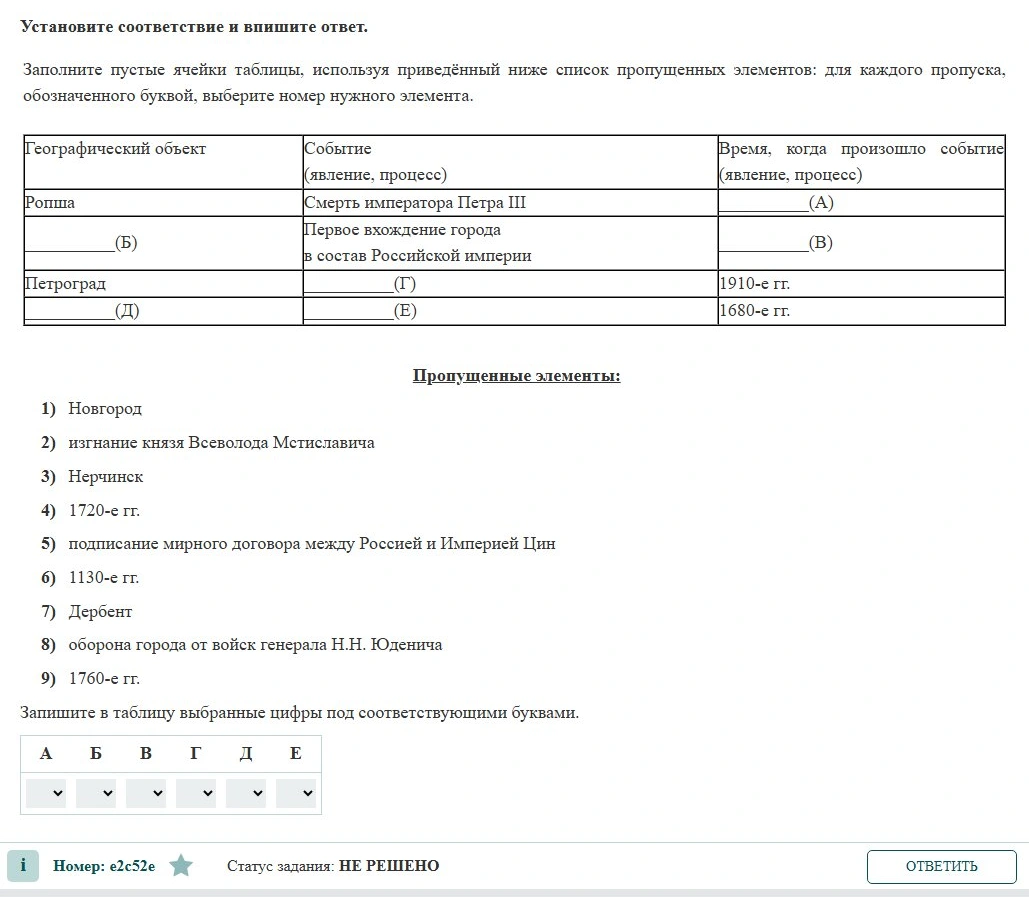 Установите соответствие и впишите ответ.
Заполните пустые ячейки таблицы, используя приведённый ниже список пропущенных элементов: для каждого пропуска,
обозначенного буквой, выберите номер нужного элемента.
Географический объект
Событие
(явление, процесс)
Время, когда произошло событие
(явление, процесс)
Ропша
Смерть императора Петра III
__________(А)
__________(Б)
Первое вхождение города
в состав Российской империи
__________(В)
Петроград
__________(Г)
1910-е гг.
__________(Д)
__________(Е)
1680-е гг.
Пропущенные элементы:
1) Новгород
2) изгнание князя Всеволода Мстиславича
3) Нерчинск
4) 1720-е гг.
5) подписание мирного договора между Россией и Империей Цин
6) 1130-е гг.
7) Дербент
8) оборона города от войск генерала Н.Н. Юденича
9) 1760-е гг.
Запишите в таблицу выбранные цифры под соответствующими буквами.
А Б В Г Д Е
i Номер: e2c52e Статус задания: НЕ РЕШЕНО ОТВЕТИТЬ